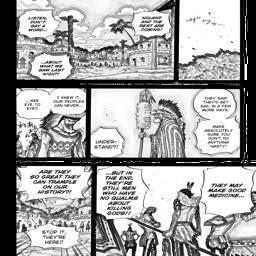 LISTEN,
DON'T
SAY A
WORD...
NOLAND
AND THE
REST ARE
COMING!
...ABOUT
WHAT WE
SAW LAST
NIGHT!
...SEE
EYE TO
EYE!!
I KNEW IT.
OUR PEOPLES
CAN NEVER...
THEY SAID
THEY'D SET
SAIL IN A FEW
MORE DAYS.
MAKE
ABSOLUTELY
SURE YOU
DON'T DO
ANYTHING
HASTY!
UNDER-
STAND?!
ARE THEY
SO GREAT THEY
CAN TRAMPLE
ON OUR
HISTORY?!
STOP IT,
THEY'RE
HERE!!
...BUT IN
THE END,
THEY'RE
STILL MEN
WHO HAVE
NO QUALMS
ABOUT
KILLING
GODS!!
THEY MAY
MAKE GOOD
MEDICINE...